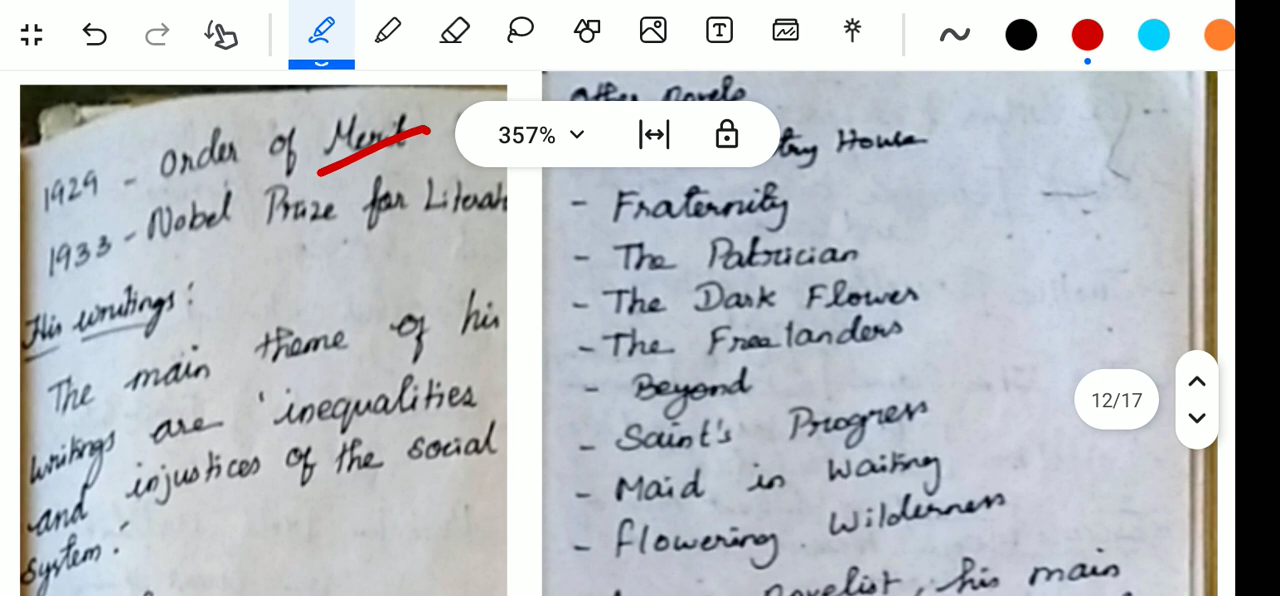 357%
12/17
1929 - Order of Merit
1933 - Nobel Prize for
His writings :
The main theme of his
writings are 'inequalities
and injustices of the social
system.'
other novels
House
- Fraternity
- The Patrician
- The Dark Flower
- The Freelanders
- Beyond
- Saint's Progress
- Maid in Waiting
- Flowering Wilderness
novelist, his main